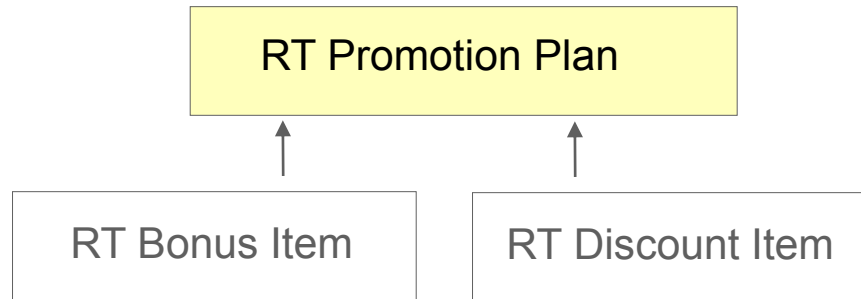 RT Promotion Plan
RT Bonus Item
RT Discount Item